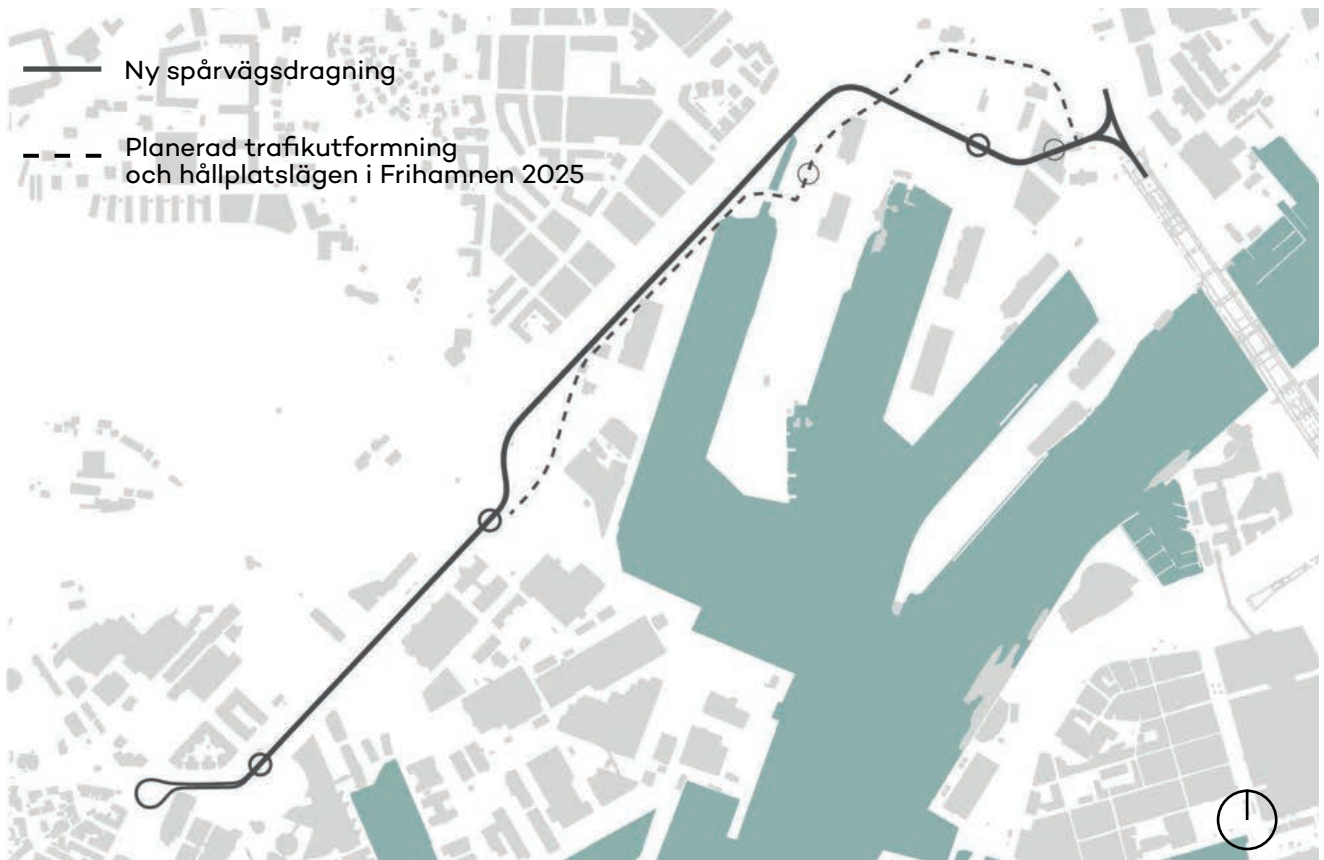 Ny spårvägsdragning
Planerad trafikutformning
och hållplatslägen i Frihamnen 2025